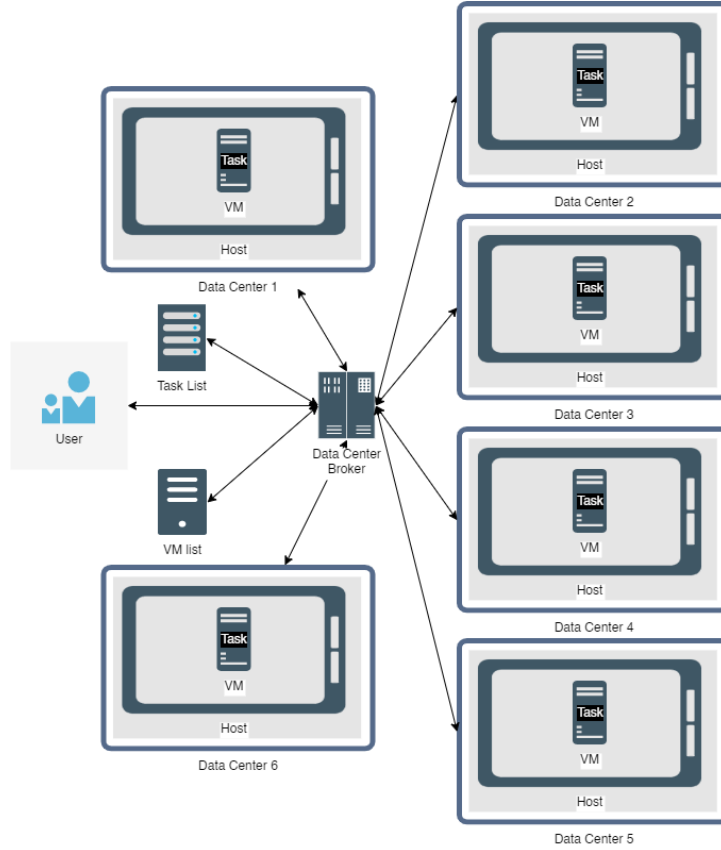 Task
VM
Host
Data Center 1
Task List
User
Data Center
Broker
VM list
Task
VM
Host
Data Center 6
Task
VM
Host
Data Center 2
Task
VM
Host
Data Center 3
Task
VM
Host
Data Center 4
Task
VM
Host
Data Center 5